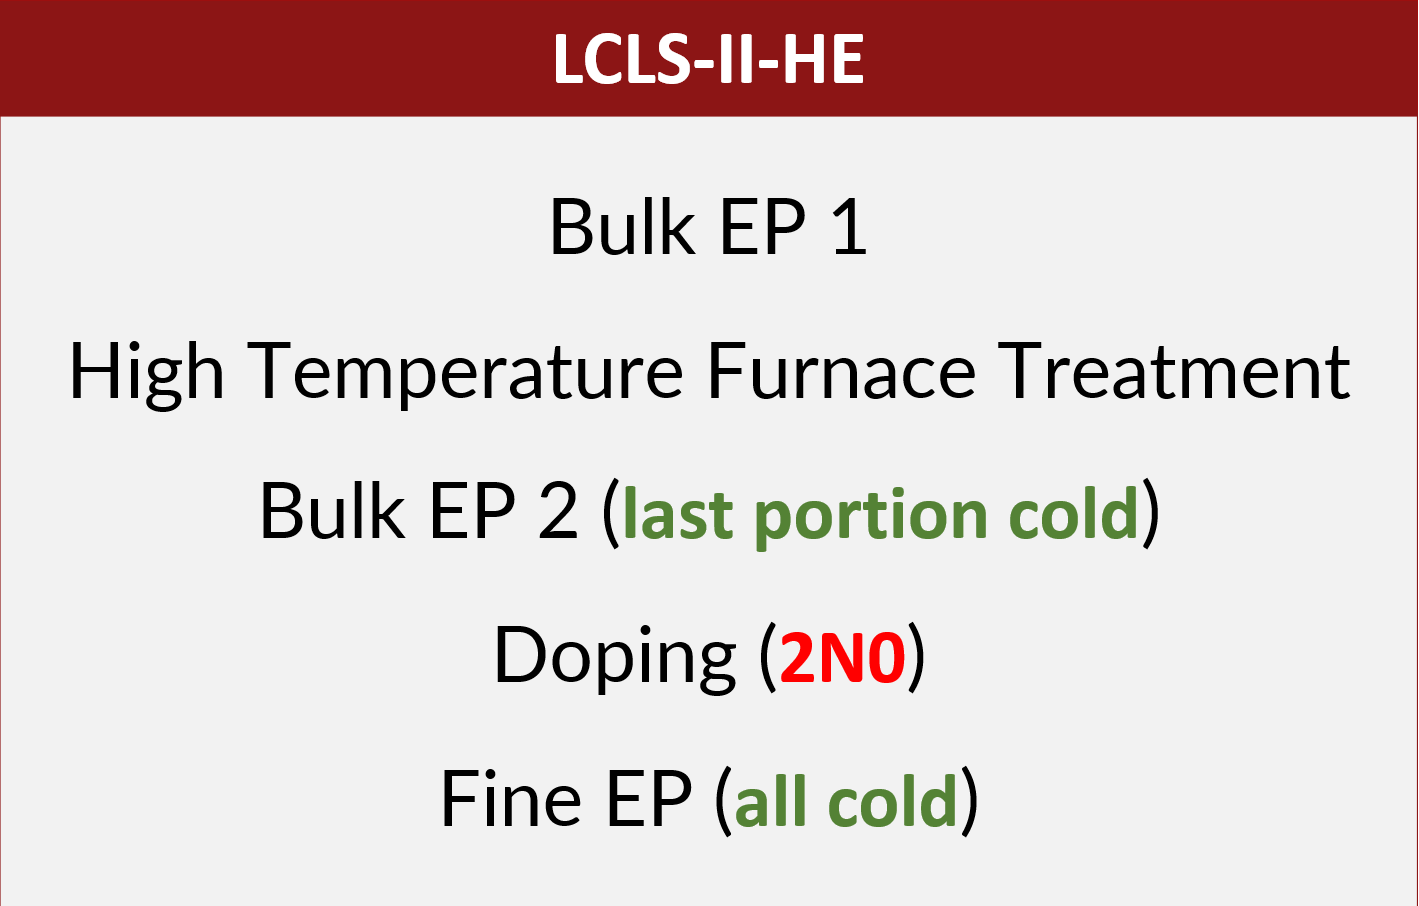 LCLS-II-HE
Bulk EP 1
High Temperature Furnace Treatment
Bulk EP 2 (last portion cold)
Doping (2N0)
Fine EP (all cold)